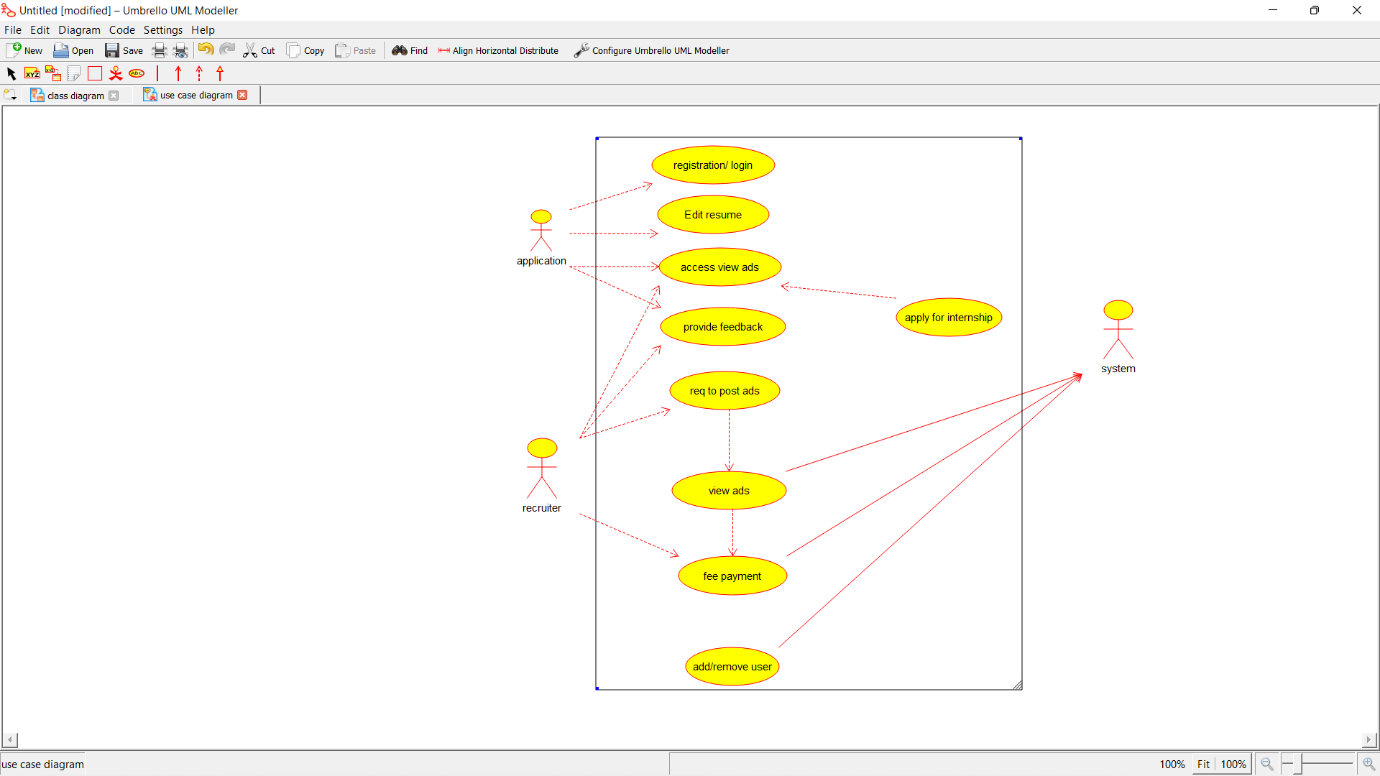 Untitled [modified] – Umbrello UML Modeller
File Edit Diagram Code Settings Help
New Open Save Cut Copy Paste Find Align Horizontal Distribute Configure Umbrello UML Modeller
XYZ ABC
class diagram use case diagram
registration/ login
Edit resume
application
access view ads
apply for internship
provide feedback
system
req to post ads
recruiter
view ads
fee payment
add/remove user
use case diagram 100% Fit 100%